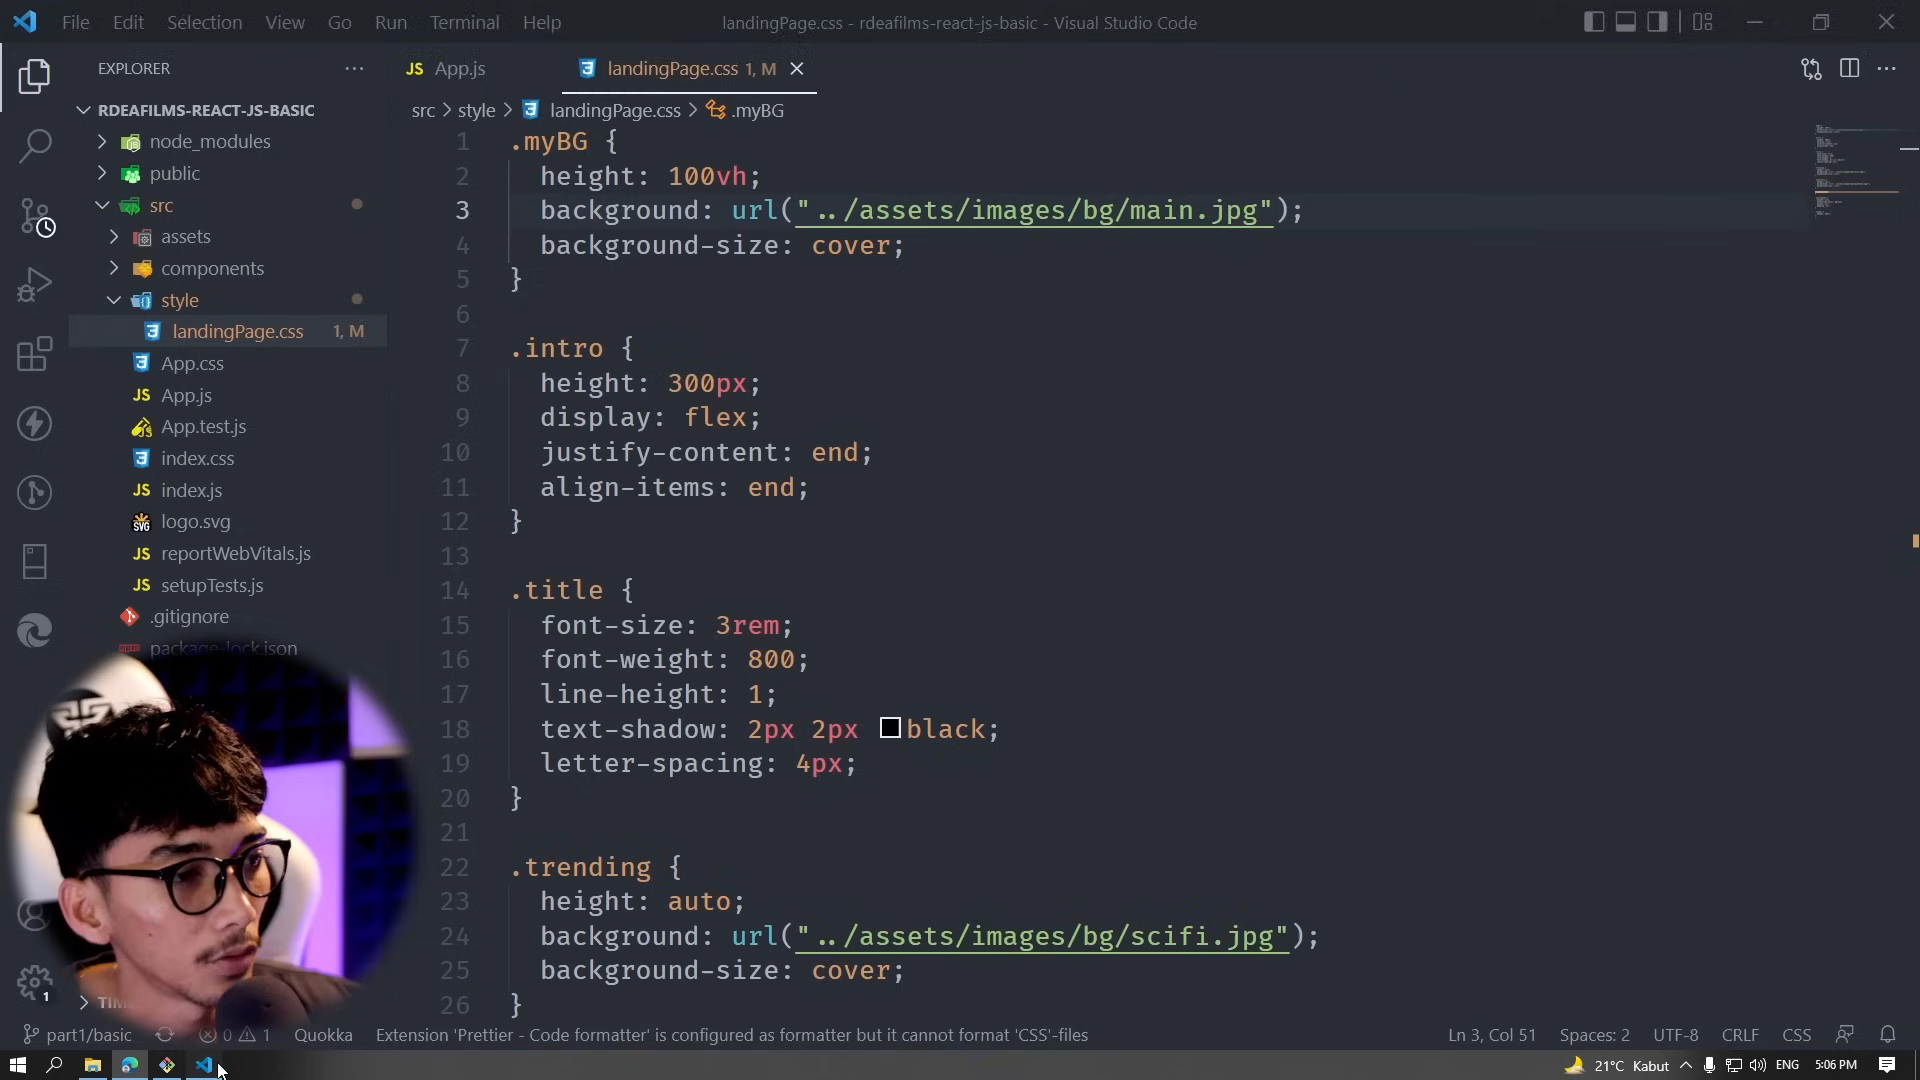 File Edit Selection View Go Run Terminal Help
landingPage.css - rdeafilms-react-js-basic - Visual Studio Code
EXPLORER
RDEAFILMS-REACT-JS-BASIC
node_modules
public
src
assets
components
style
landingPage.css 1, M
App.css
JS App.js
App.test.js
index.css
JS index.js
SVG logo.svg
JS reportWebVitals.js
JS setupTests.js
.gitignore
package-lock.json
JS App.js
landingPage.css 1, M
src > style > landingPage.css > .myBG
1 .myBG {
2 height: 100vh;
3 background: url("../assets/images/bg/main.jpg");
4 background-size: cover;
5 }
6
7 .intro {
8 height: 300px;
9 display: flex;
10 justify-content: end;
11 align-items: end;
12 }
13
14 .title {
15 font-size: 3rem;
16 font-weight: 800;
17 line-height: 1;
18 text-shadow: 2px 2px black;
19 letter-spacing: 4px;
20 }
21
22 .trending {
23 height: auto;
24 background: url("../assets/images/bg/scifi.jpg");
25 background-size: cover;
26 }
1
part1/basic 0 1 Quokka Extension 'Prettier - Code formatter' is configured as formatter but it cannot format 'CSS'-files
Ln 3, Col 51 Spaces: 2 UTF-8 CRLF CSS
21°C Kabut ENG 5:06 PM